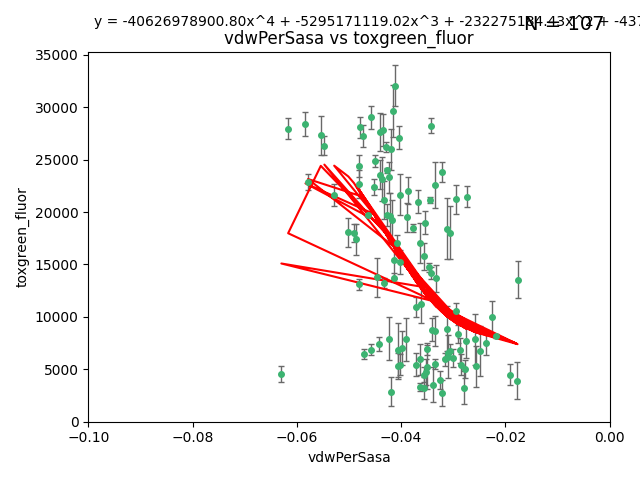 y = -40626978900.80x^4 + -5295171119.02x^3 + 
N = 107
vdwPerSasa vs toxgreen_fluor
toxgreen_fluor
35000
30000
25000
20000
15000
10000
5000
0
−0.10 −0.08 −0.06 −0.04 −0.02 0.00
vdwPerSasa